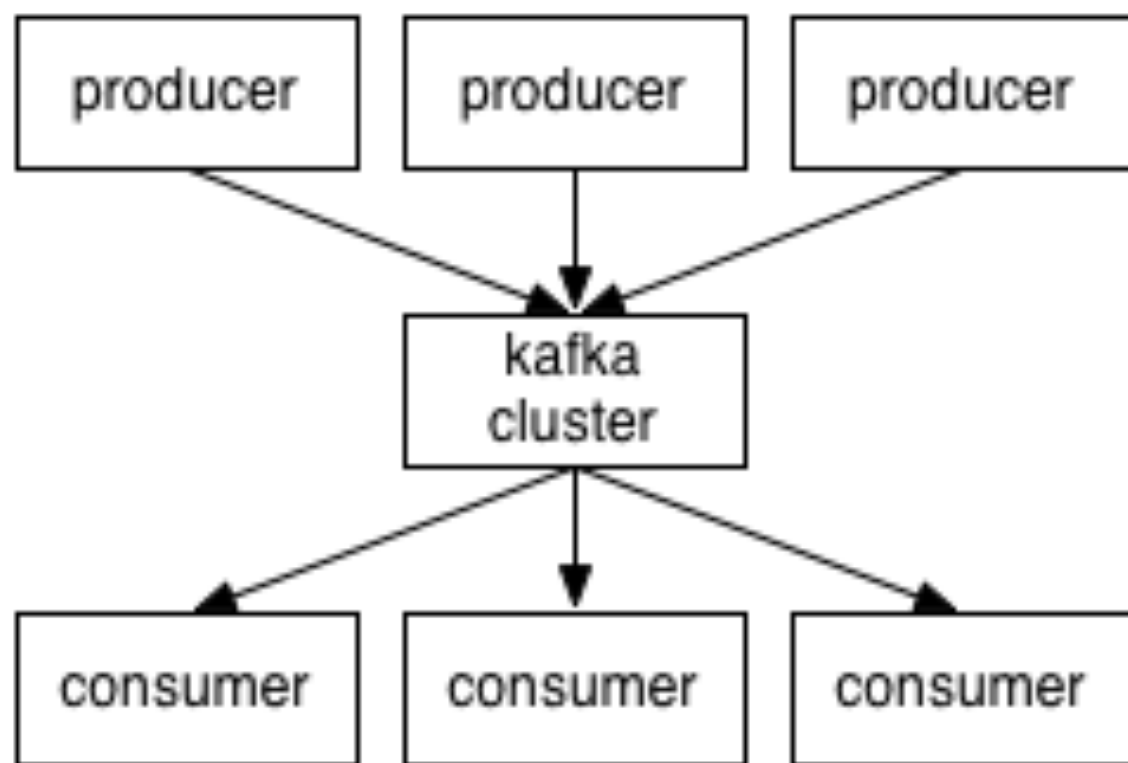 producer
producer
producer
kafka
cluster
consumer
consumer
consumer